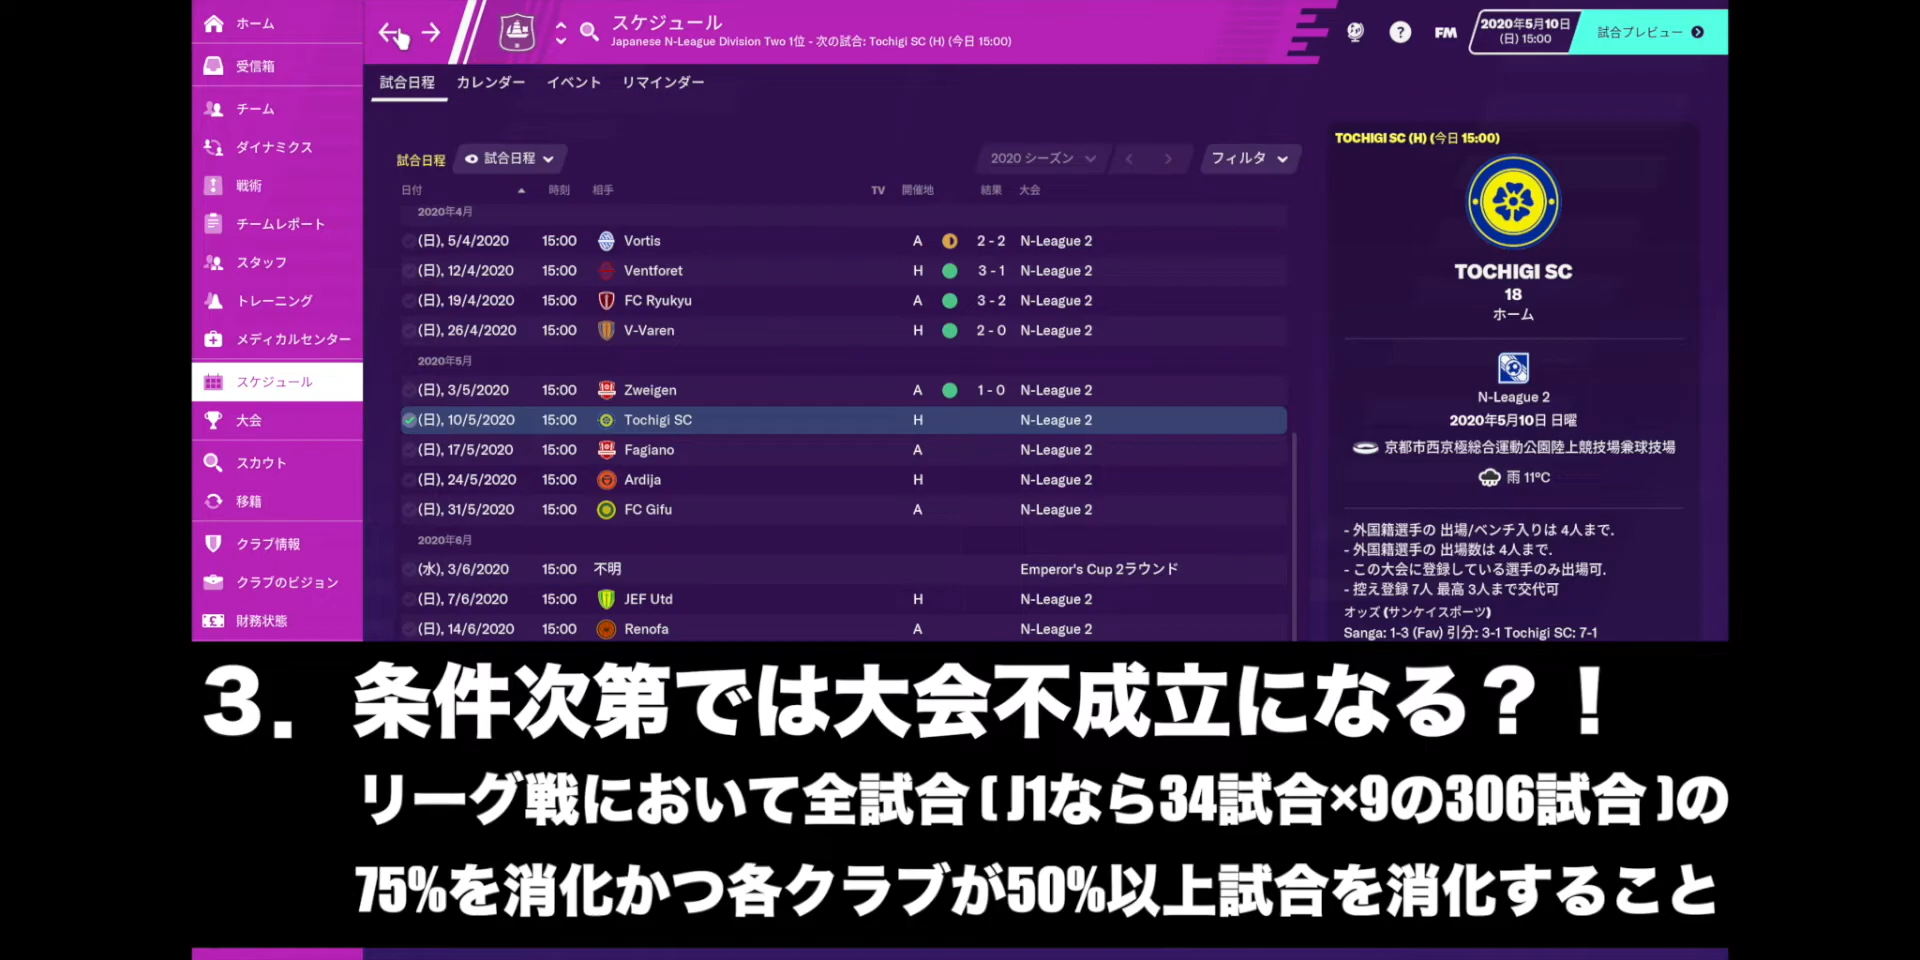 ホーム
受信箱
チーム
ダイナミクス
戦術
チームレポート
スタッフ
トレーニング
メディカルセンター
スケジュール
大会
スカウト
移籍
クラブ情報
クラブのビジョン
財務状態
スケジュール
Japanese N-League Division Two 1位 - 次の試合: Tochigi SC (H) (今日 15:00)
?
FM
2020年5月10日
(日) 15:00
試合プレビュー
試合日程 カレンダー イベント リマインダー
試合日程 試合日程 2020 シーズン フィルタ
日付 時刻 相手 TV 開催地 結果 大会
2020年4月
(日), 5/4/2020 15:00 Vortis A 2 - 2 N-League 2
(日), 12/4/2020 15:00 Ventforet H 3 - 1 N-League 2
(日), 19/4/2020 15:00 FC Ryukyu A 3 - 2 N-League 2
(日), 26/4/2020 15:00 V-Varen H 2 - 0 N-League 2
2020年5月
(日), 3/5/2020 15:00 Zweigen A 1 - 0 N-League 2
(日), 10/5/2020 15:00 Tochigi SC H N-League 2
(日), 17/5/2020 15:00 Fagiano A N-League 2
(日), 24/5/2020 15:00 Ardija H N-League 2
(日), 31/5/2020 15:00 FC Gifu A N-League 2
2020年6月
(水), 3/6/2020 15:00 不明 Emperor's Cup 2ラウンド
(日), 7/6/2020 15:00 JEF Utd H N-League 2
(日), 14/6/2020 15:00 Renofa A N-League 2
TOCHIGI SC (H) (今日 15:00)
TOCHIGI SC
18
ホーム
N-League 2
2020年5月10日 日曜
京都市西京極総合運動公園陸上競技場兼球技場
雨 11°C
- 外国籍選手の 出場/ベンチ入りは 4人まで.
- 外国籍選手の 出場数は 4人まで.
- この大会に登録している選手のみ出場可.
- 控え登録 7人 最高 3人まで交代可
オッズ (サンケイスポーツ)
Sanga: 1-3 (Fav) 引分: 3-1 Tochigi SC: 7-1
3. 条件次第では大会不成立になる？！
リーグ戦において全試合(J1なら34試合×9の306試合)の
75%を消化かつ各クラブが50%以上試合を消化すること